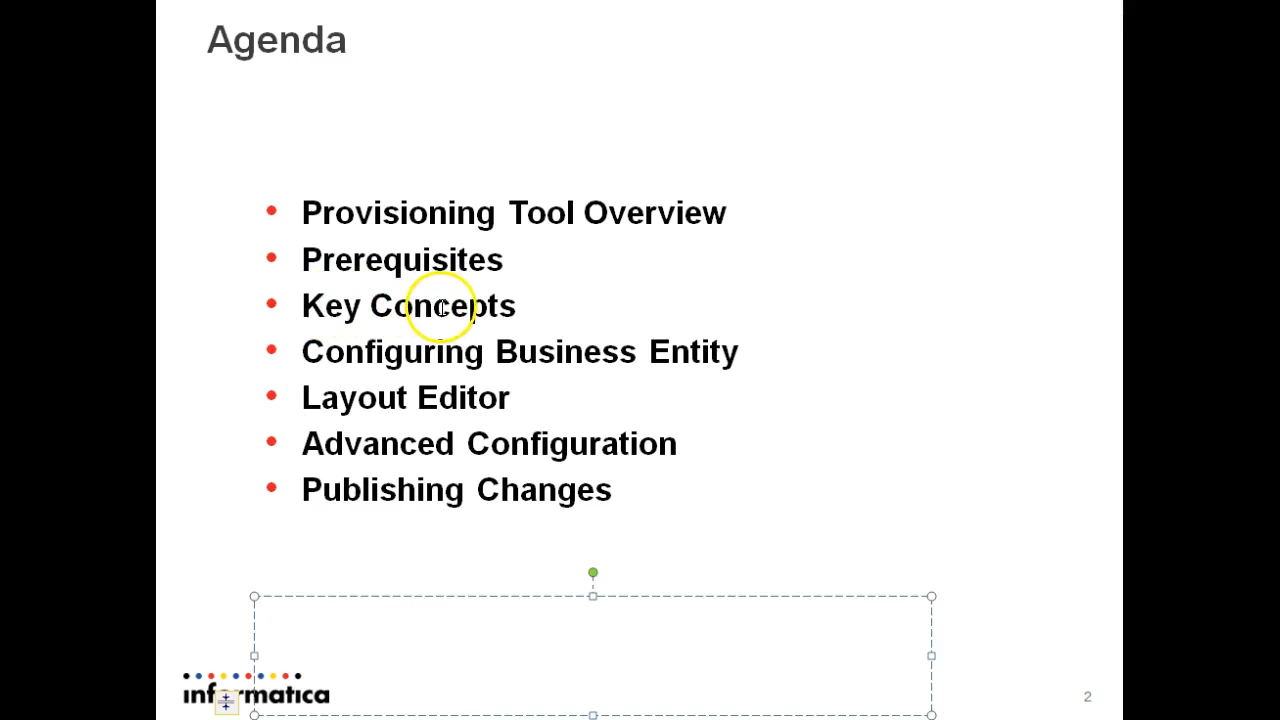 Agenda
• Provisioning Tool Overview
• Prerequisites
• Key Concepts
• Configuring Business Entity
• Layout Editor
• Advanced Configuration
• Publishing Changes
informatica
2